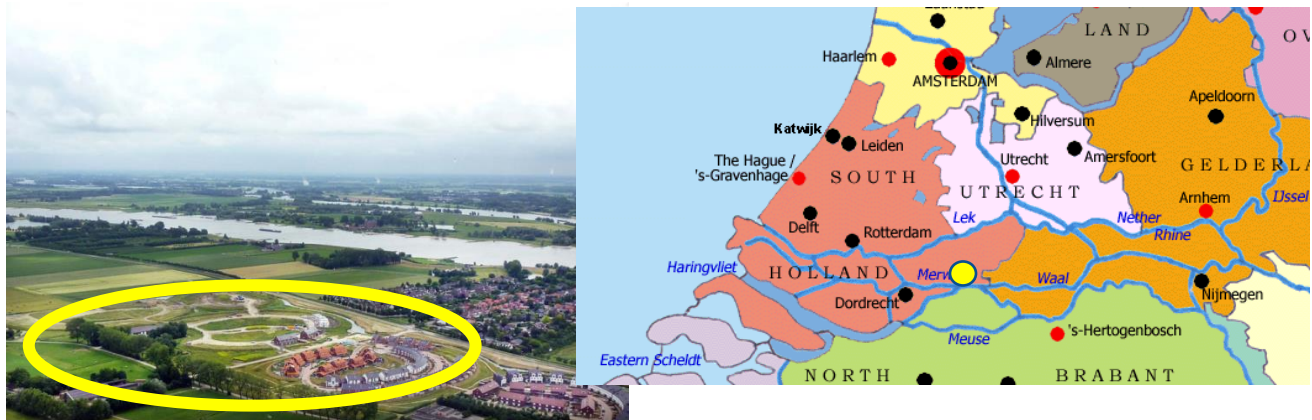 LAND
Haarlem
AMSTERDAM
Almere
Apeldoorn
Hilversum
Katwijk
Leiden
Amersfoort
Utrecht
The Hague /
's-Gravenhage
SOUTH
UTRECHT
GELDERLA
Arnhem
IJssel
Delft
Lek
Nether
Rhine
Rotterdam
Haringvliet
HOLLAND
Merw
Waal
Dordrecht
Nijmegen
Meuse
's-Hertogenbosch
Eastern Scheldt
NORTH
BRABANT